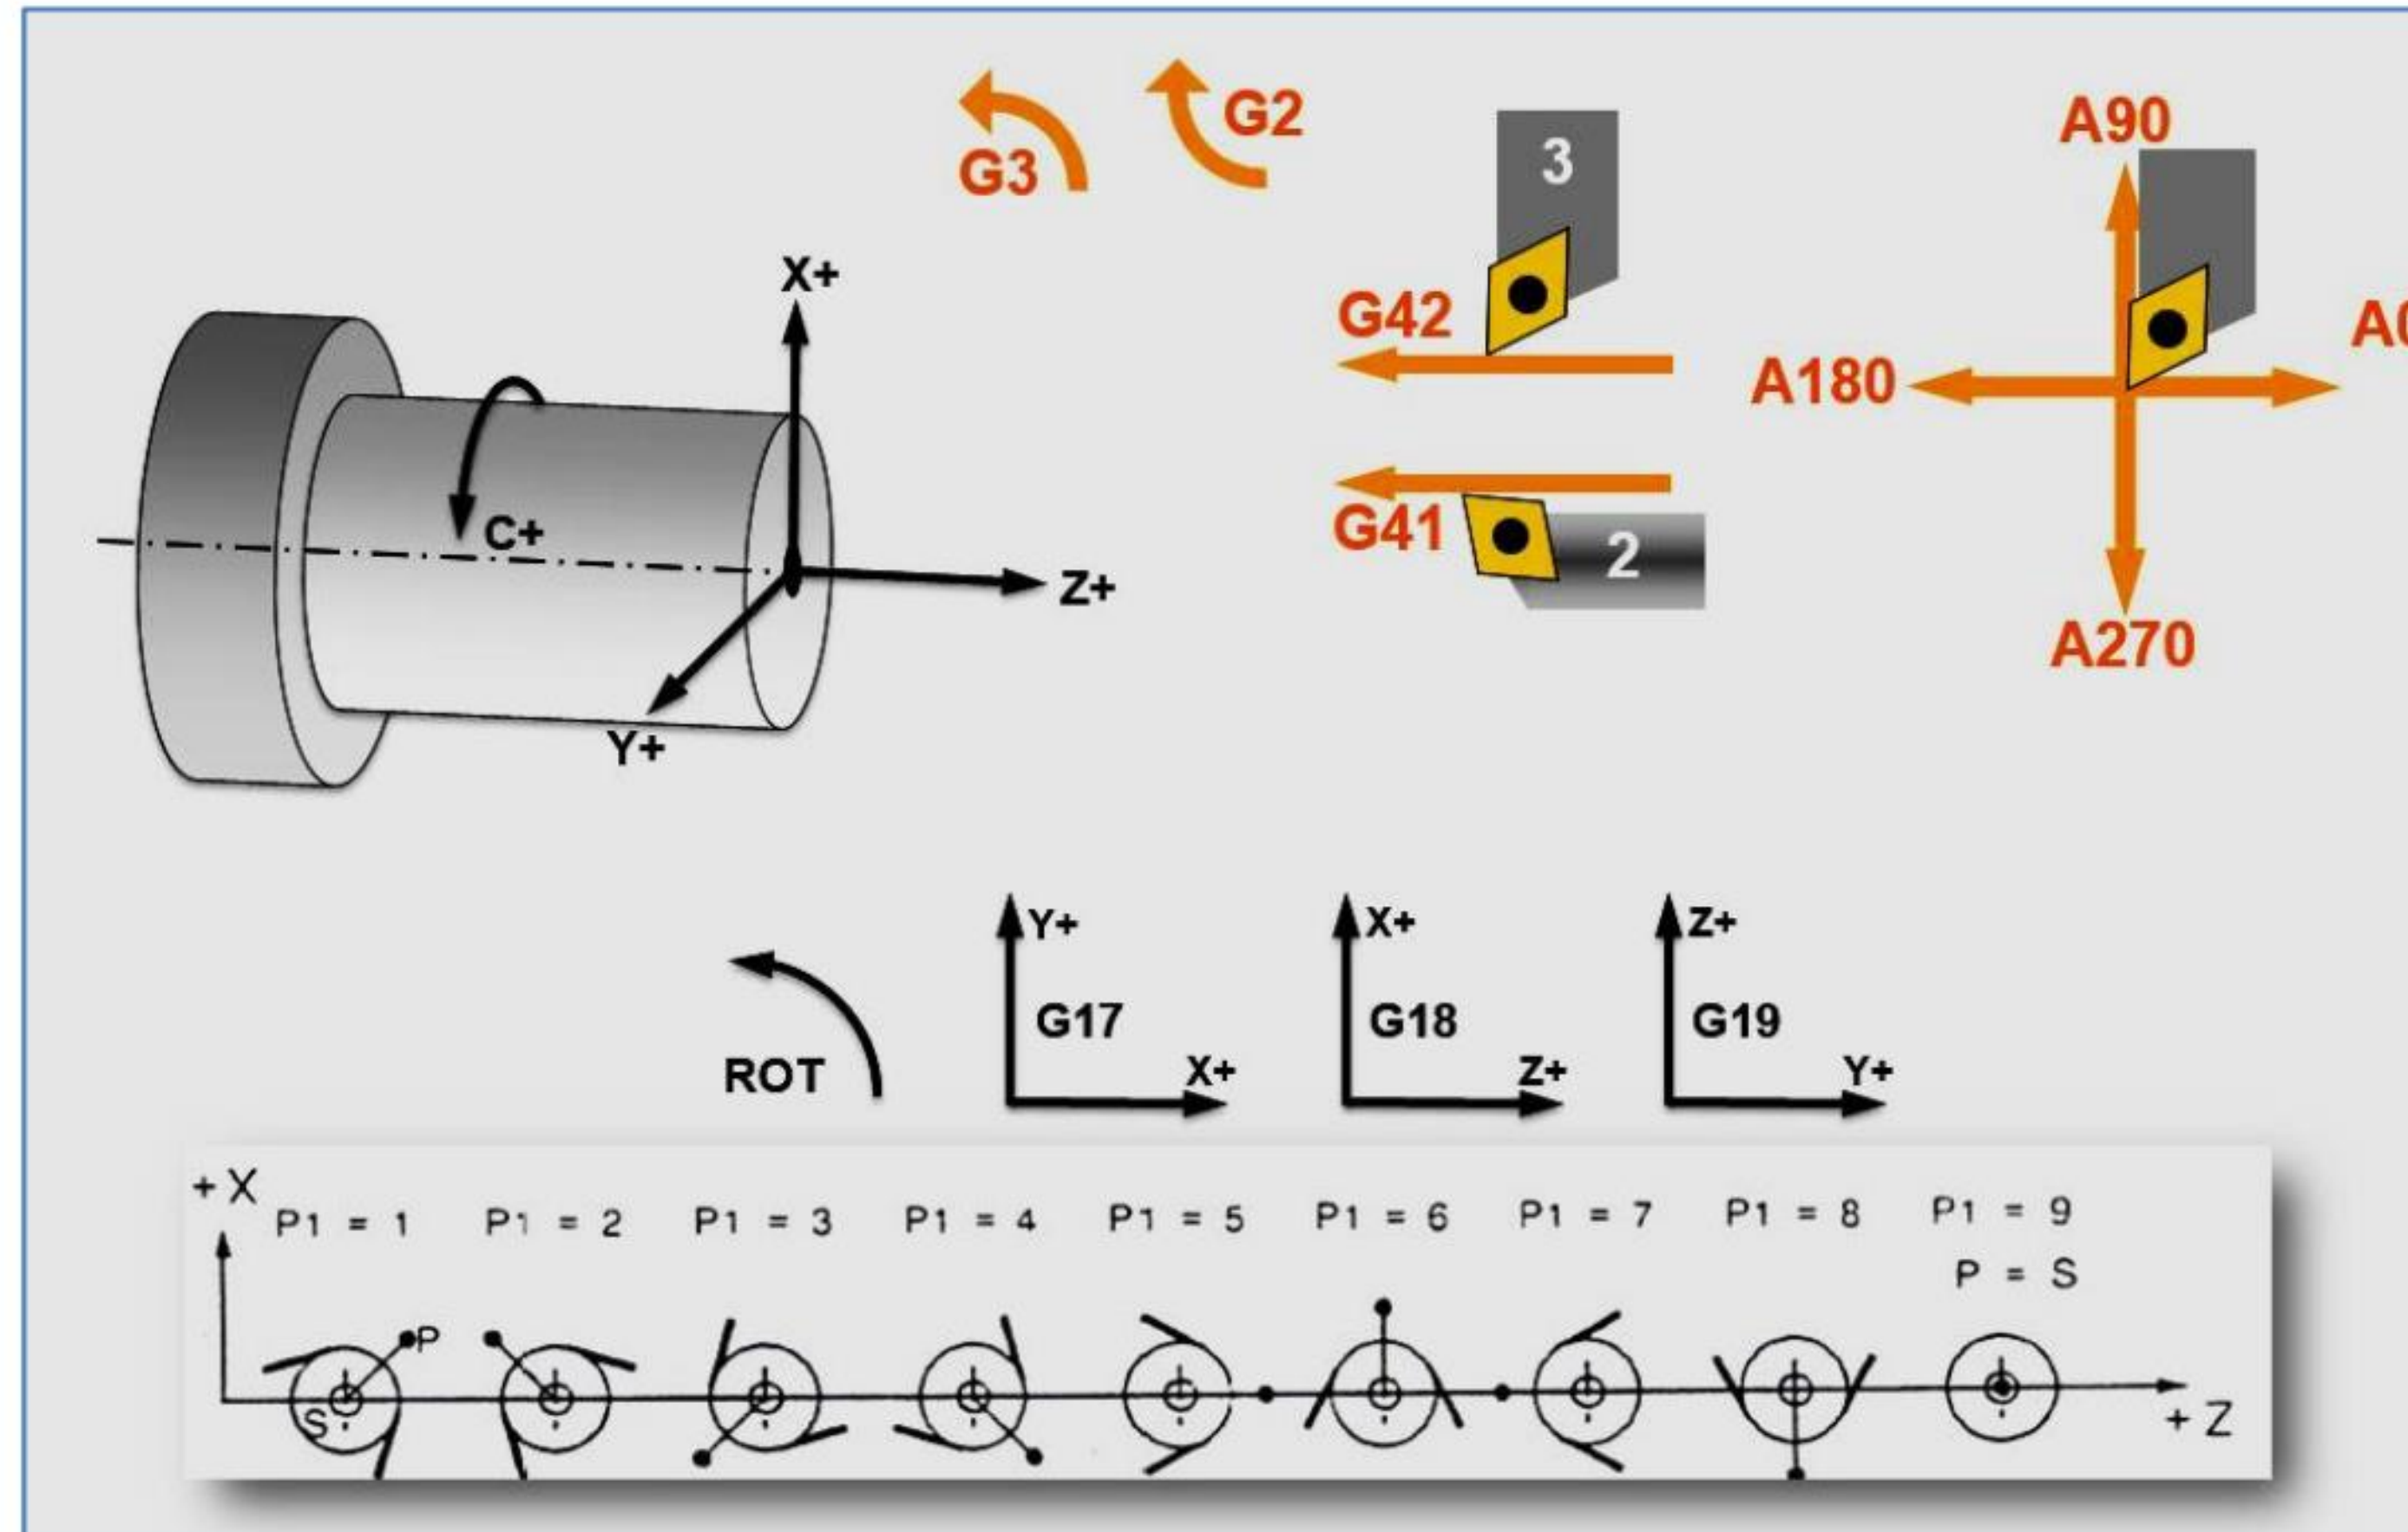 G3
G2
3
A90
X+
G42
A180
C+
Z+
G41
2
Y+
A270
Y+
X+
Z+
ROT
G17
G18
G19
X+
Z+
Y+
+ X
P1 = 1
P1 = 2
P1 = 3
P1 = 4
P1 = 5
P1 = 6
P1 = 7
P1 = 8
P1 = 9
P = S
P
S
+ Z